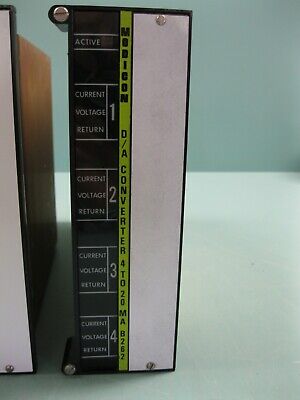 ACTIVE
CURRENT
VOLTAGE 1
RETURN
CURRENT
VOLTAGE 2
RETURN
CURRENT
VOLTAGE 3
RETURN
CURRENT
VOLTAGE 4
RETURN
MODICON D/A CONVERTER 4 TO 20 MA B262